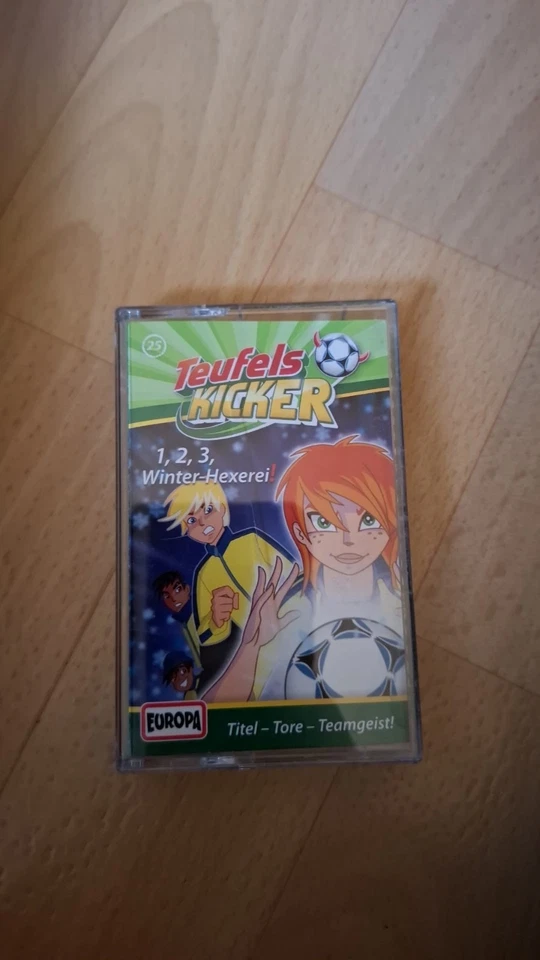 25
Teufels
KICKER
1, 2, 3,
Winter-Hexerei!
EUROPA
Titel – Tore – Teamgeist!